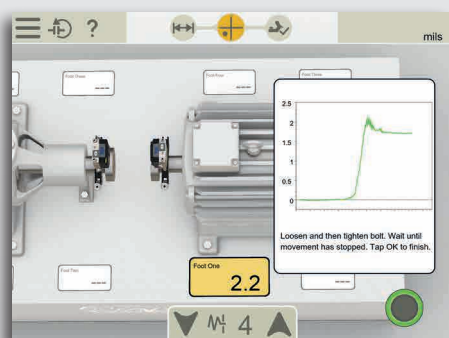 ?
mils
Foot Three
---
Foot Four
---
Foot Three
2.5
2
1.5
1
0.5
0
Loosen and then tighten bolt. Wait until
movement has stopped. Tap OK to finish.
Foot Two
---
Foot One
2.2
---
4